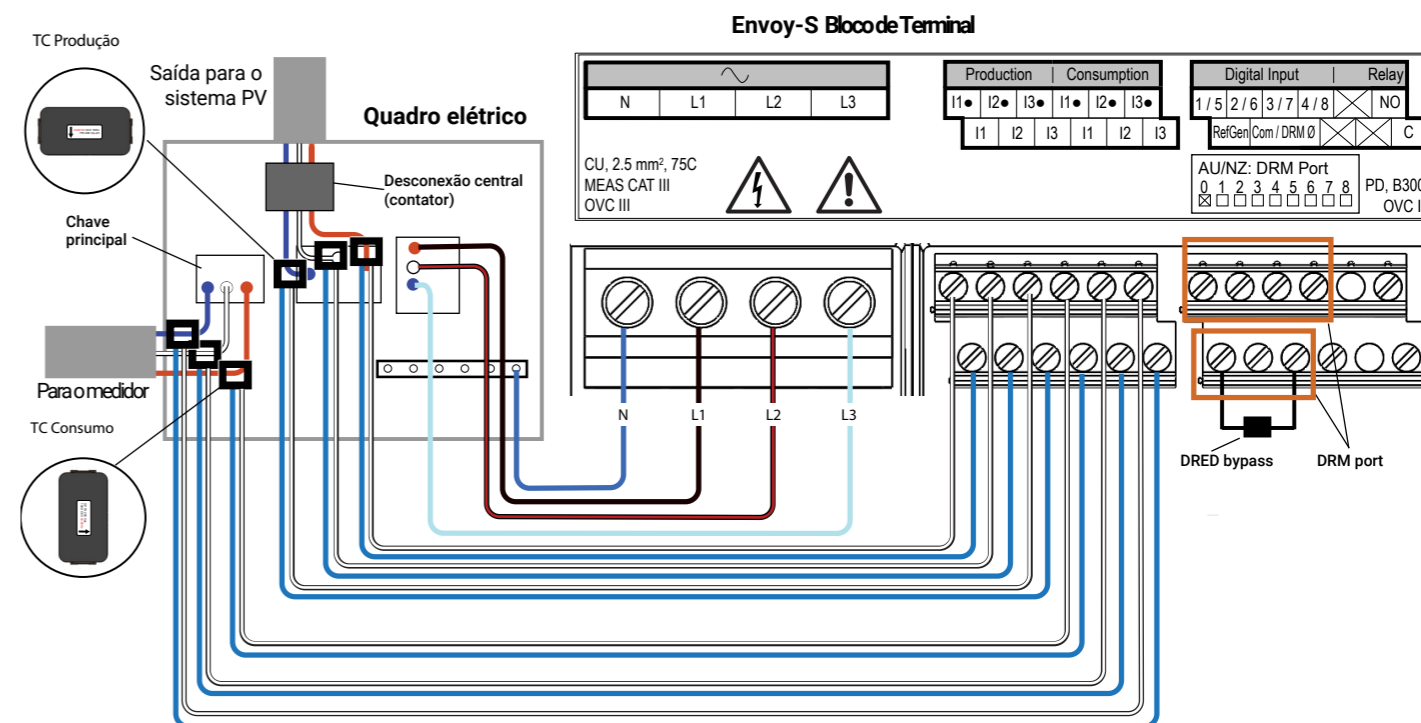 Envoy-S Bloco de Terminal
TC Produção
Saída para o
sistema PV
Quadro elétrico
Desconexão central
(contator)
Chave
principal
Para o medidor
TC Consumo
N L1 L2 L3
CU, 2.5 mm², 75C
MEAS CAT III
OVC III
Production | Consumption
I1● I2● I3● I1● I2● I3●
I1 I2 I3 I1 I2 I3
Digital Input | Relay
1 / 5 2 / 6 3 / 7 4 / 8 NO
RefGen Com / DRM Ø C
AU/NZ: DRM Port
0 1 2 3 4 5 6 7 8
PD, B300
OVC I
N L1 L2 L3
DRED bypass
DRM port